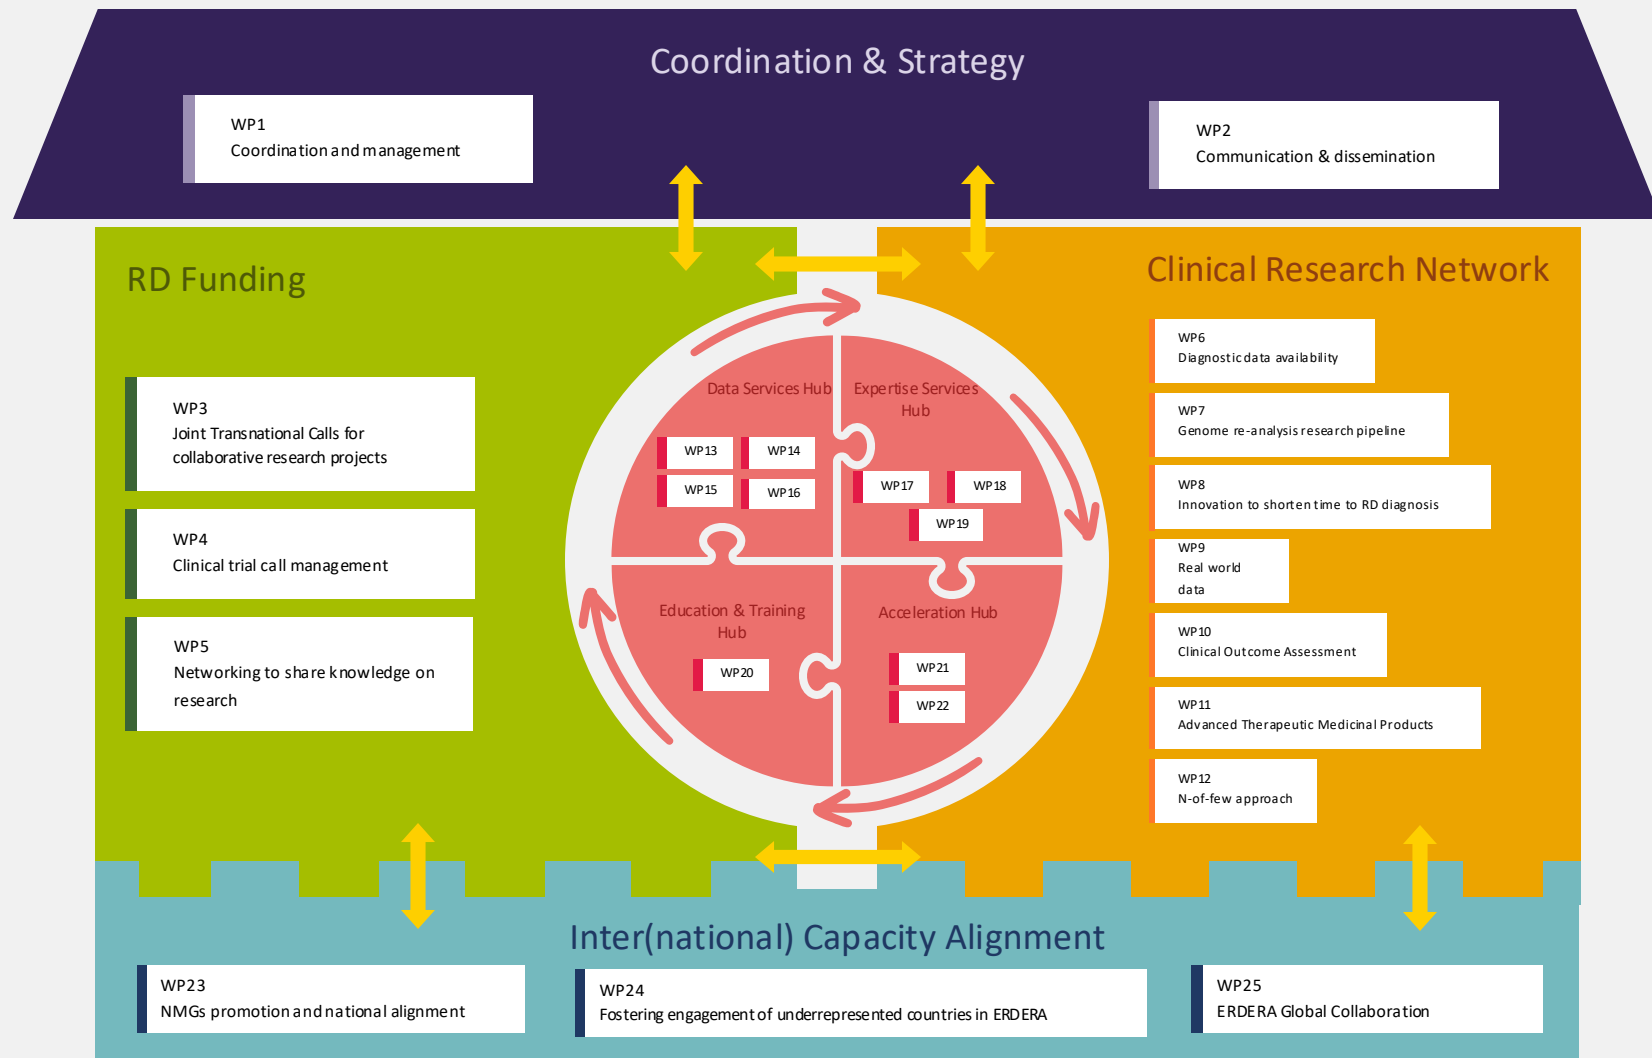 Coordination & Strategy
WP1
Coordination and management
WP2
Communication & dissemination
RD Funding
WP3
Joint Transnational Calls for
collaborative research projects
WP4
Clinical trial call management
WP5
Networking to share knowledge on
research
Data Services Hub
WP13
WP14
WP15
WP16
Expertise Services
Hub
WP17
WP18
WP19
Education & Training
Hub
WP20
Acceleration Hub
WP21
WP22
Clinical Research Network
WP6
Diagnostic data availability
WP7
Genome re-analysis research pipeline
WP8
Innovation to shorten time to RD diagnosis
WP9
Real world
data
WP10
Clinical Outcome Assessment
WP11
Advanced Therapeutic Medicinal Products
WP12
N-of-few approach
Inter(national) Capacity Alignment
WP23
NMGs promotion and national alignment
WP24
Fostering engagement of underrepresented countries in ERDERA
WP25
ERDERA Global Collaboration